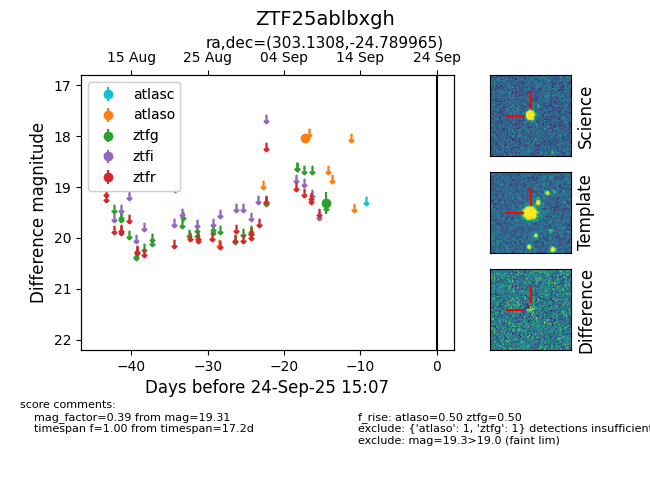 ZTF25ablbxgh
ra,dec=(303.1308,-24.789965)
15 Aug 25 Aug 04 Sep 14 Sep 24 Sep
17
18
19
20
21
22
Difference magnitude
atlasc
atlaso
ztfg
ztfi
ztfr
−40 −30 −20 −10 0
Days before 24-Sep-25 15:07
Science
Template
Difference
score comments:
mag_factor=0.39 from mag=19.31
timespan f=1.00 from timespan=17.2d
f_rise: atlaso=0.50 ztfg=0.50
exclude: {'atlaso': 1, 'ztfg': 1} detections insufficient
exclude: mag=19.3>19.0 (faint lim)